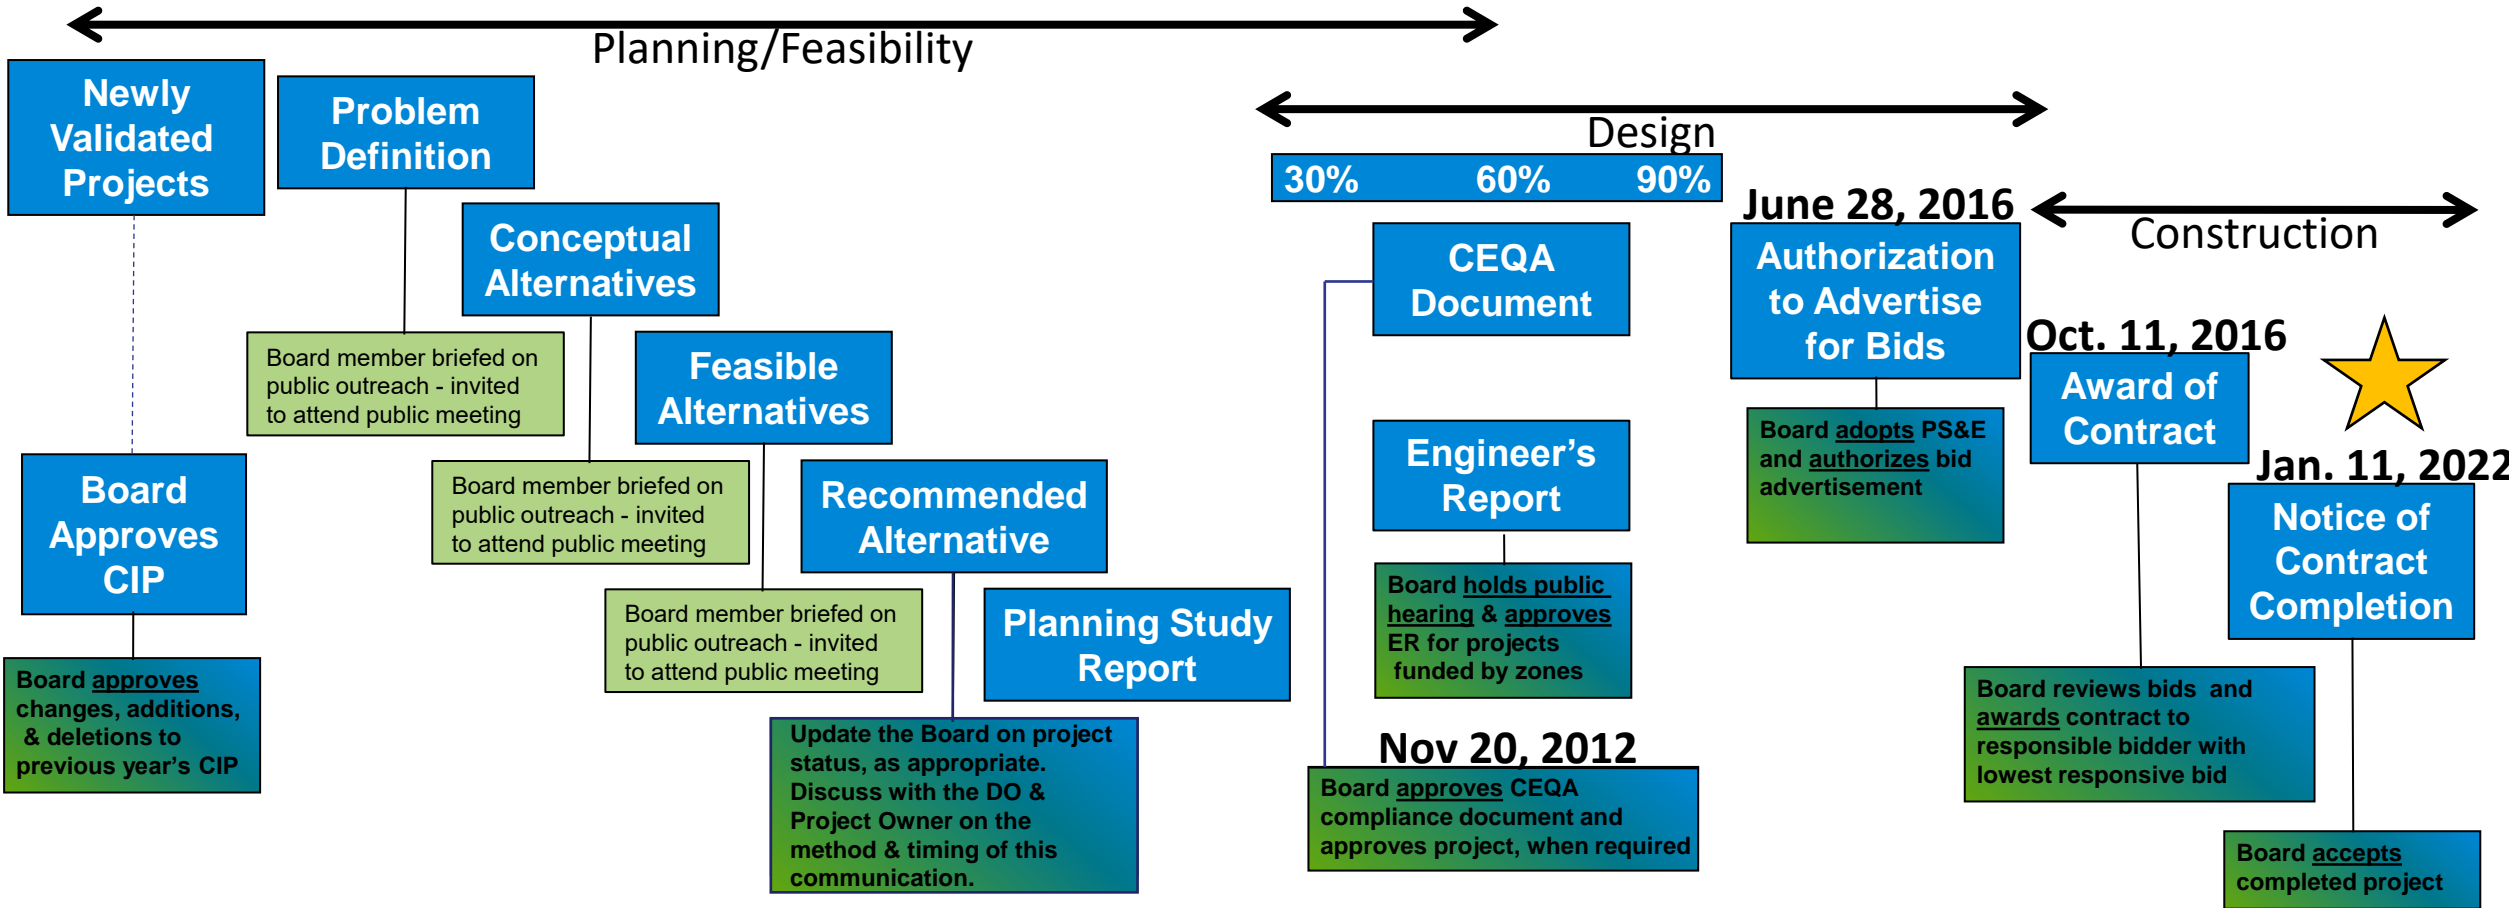 Planning/Feasibility
Newly
Validated
Projects
Board
Approves
CIP
Board approves
changes, additions,
& deletions to
previous year's CIP
Problem
Definition
Board member briefed on
public outreach - invited
to attend public meeting
Conceptual
Alternatives
Board member briefed on
public outreach - invited
to attend public meeting
Feasible
Alternatives
Board member briefed on
public outreach - invited
to attend public meeting
Recommended
Alternative
Update the Board on project
status, as appropriate.
Discuss with the DO &
Project Owner on the
method & timing of this
communication.
Planning Study
Report
Design
30% 60% 90%
CEQA
Document
Engineer’s
Report
Board holds public
hearing & approves
ER for projects
funded by zones
Nov 20, 2012
Board approves CEQA
compliance document and
approves project, when required
June 28, 2016
Authorization
to Advertise
for Bids
Board adopts PS&E
and authorizes bid
advertisement
Construction
Oct. 11, 2016
Award of
Contract
Board reviews bids and
awards contract to
responsible bidder with
lowest responsive bid
Jan. 11, 2022
Notice of
Contract
Completion
Board accepts
completed project